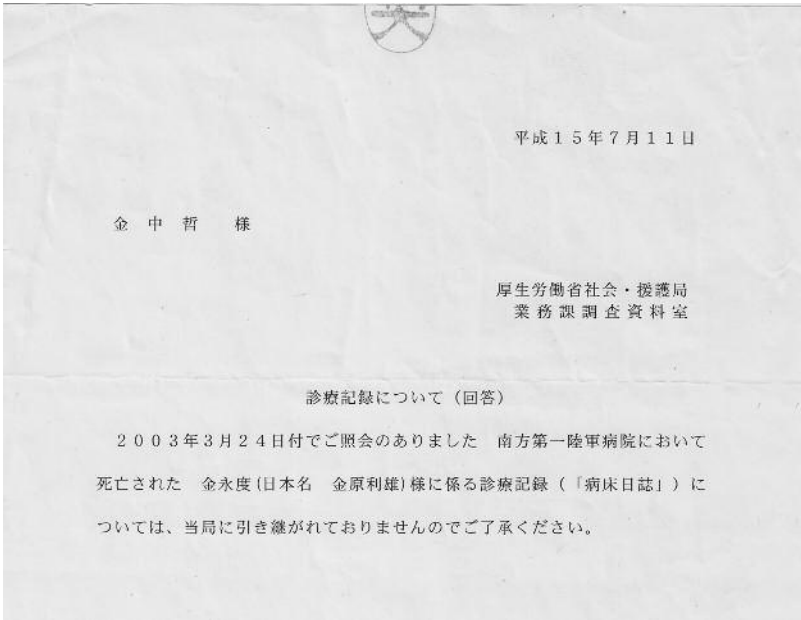 平成15年7月11日
金 中 哲 様
厚生労働省社会・援護局
業務課調査資料室
診療記録について(回答)
2003年3月24日付でご照会のありました 南方第一陸軍病院において
死亡された 金永度(日本名 金原利雄)様に係る診療記録(「病床日誌」)に
ついては、当局に引き継がれておりませんのでご了承ください。